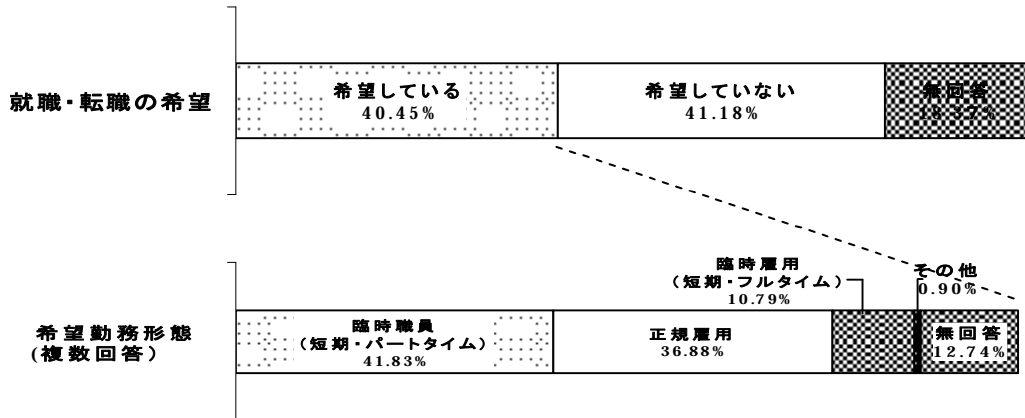 就職・転職の希望
希望している
40.45%
希望していない
41.18%
無回答
18.37%
希望勤務形態
(複数回答)
臨時職員
(短期・パートタイム)
41.83%
正規雇用
36.88%
臨時雇用
(短期・フルタイム)
10.79%
その他
0.90%
無回答
12.74%